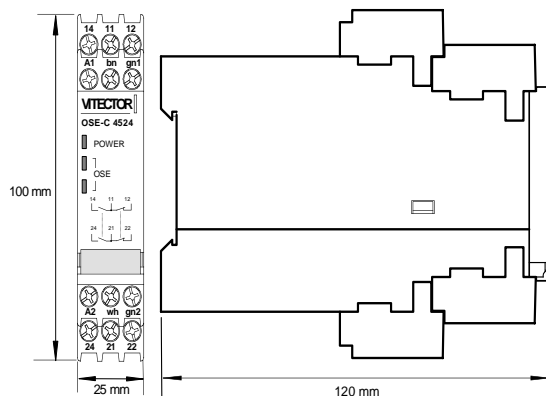 14 11 12
A1 bn gn1
VITECTOR
OSE-C 4524
POWER
OSE
14 11 12
24 21 22
A2 wh gn2
24 21 22
100 mm
25 mm
120 mm